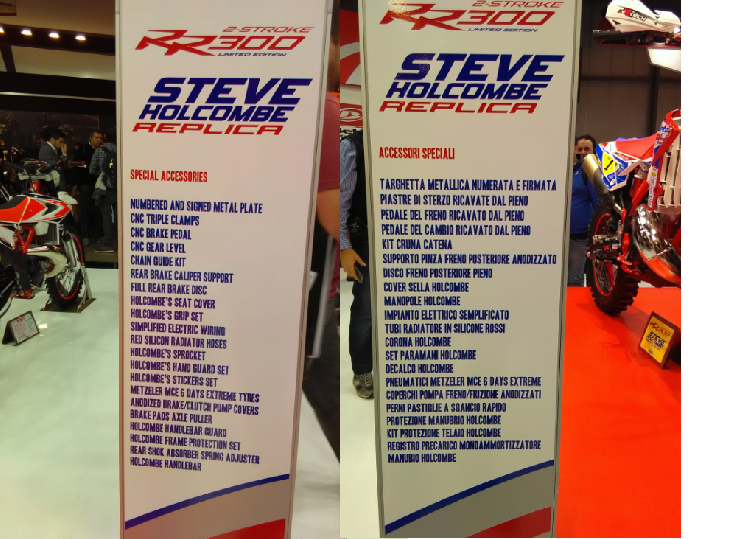 2-STROKE
RR300
LIMITED EDITION
STEVE
HOLCOMBE
REPLICA
SPECIAL ACCESSORIES
NUMBERED AND SIGNED METAL PLATE
CNC TRIPLE CLAMPS
CNC BRAKE PEDAL
CNC GEAR LEVEL
CHAIN GUIDE KIT
REAR BRAKE CALIPER SUPPORT
FULL REAR BRAKE DISC
HOLCOMBE'S SEAT COVER
HOLCOMBE'S GRIP SET
SIMPLIFIED ELECTRIC WIRING
RED SILICON RADIATOR HOSES
HOLCOMBE'S SPROCKET
HOLCOMBE'S HAND GUARD SET
HOLCOMBE'S STICKERS SET
METZELER MCE 6 DAYS EXTREME TYRES
ANODIZED BRAKE/CLUTCH PUMP COVERS
BRAKE PADS AXLE PULLER
HOLCOMBE HANDLEBAR GUARD
HOLCOMBE FRAME PROTECTION SET
REAR SHOK ABSORBER SPRING ADJUSTER
HOLCOMBE HANDLEBAR
2-STROKE
RR300
LIMITED EDITION
STEVE
HOLCOMBE
REPLICA
ACCESSORI SPECIALI
TARGHETTA METALLICA NUMERATA E FIRMATA
PIASTRE DI STERZO RICAVATE DAL PIENO
PEDALE DEL FRENO RICAVATO DAL PIENO
PEDALE DEL CAMBIO RICAVATO DAL PIENO
KIT CRUNA CATENA
SUPPORTO PINZA FRENO POSTERIORE ANODIZZATO
DISCO FRENO POSTERIORE PIENO
COVER SELLA HOLCOMBE
MANOPOLE HOLCOMBE
IMPIANTO ELETTRICO SEMPLIFICATO
TUBI RADIATORE IN SILICONE ROSSI
CORONA HOLCOMBE
SET PARAMANI HOLCOMBE
DECALCO HOLCOMBE
PNEUMATICI METZELER MCE 6 DAYS EXTREME
COPERCHI POMPA FRENO/FRIZIONE ANODIZZATI
PERNI PASTIGLIE A SGANCIO RAPIDO
PROTEZIONE MANUBRIO HOLCOMBE
KIT PROTEZIONE TELAIO HOLCOMBE
REGISTRO PRECARICO MONOAMMORTIZZATORE
MANUBIO HOLCOMBE